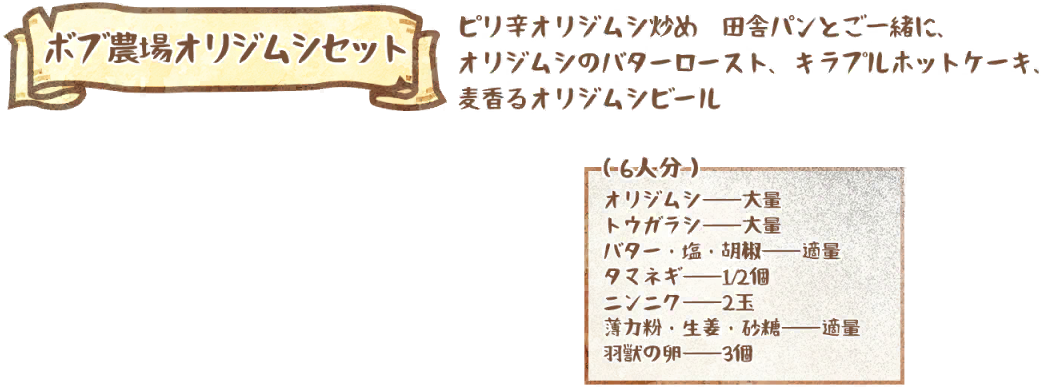 ボブ農場オリジムシセット
ピリ辛オリジムシ炒め　田舎パンとご一緒に、
オリジムシのバターロースト、キラプルホットケーキ、
麦香るオリジムシビール
（6人分）
オリジムシ——大量
トウガラシ——大量
バター・塩・胡椒——適量
タマネギ——1/2個
ニンニク——2玉
薄力粉・生姜・砂糖——適量
羽獣の卵——3個